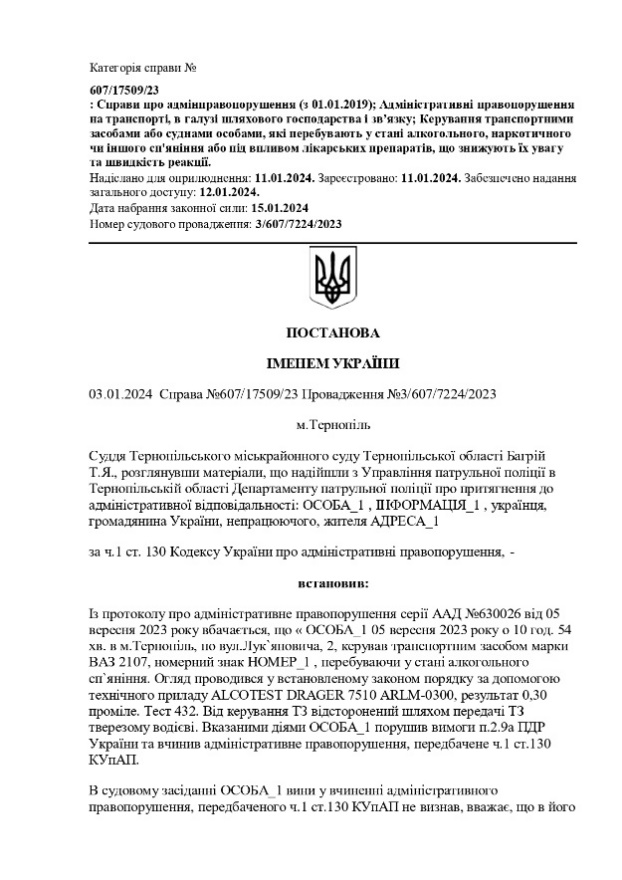 Категорія справи №
607/17509/23
: Справи про адмінправопорушення (з 01.01.2019); Адміністративні правопорушення
на транспорті, в галузі шляхового господарства і зв'язку; Керування транспортними
засобами або суднами особами, які перебувають у стані алкогольного, наркотичного
чи іншого сп'яніння або під впливом лікарських препаратів, що знижують їх увагу
та швидкість реакції.
Надіслано для оприлюднення: 11.01.2024. Зареєстровано: 11.01.2024. Забезпечено надання
загального доступу: 12.01.2024.
Дата набрання законної сили: 15.01.2024
Номер судового провадження: 3/607/7224/2023
ПОСТАНОВА
ІМЕНЕМ УКРАЇНИ
03.01.2024 Справа №607/17509/23 Провадження №3/607/7224/2023
м.Тернопіль
Суддя Тернопільського міськрайонного суду Тернопільської області Багрій
Т.Я., розглянувши матеріали, що надійшли з Управління патрульної поліції в
Тернопільській області Департаменту патрульної поліції про притягнення до
адміністративної відповідальності: ОСОБА_1 , ІНФОРМАЦІЯ_1 , українця,
громадянина України, непрацюючого, жителя АДРЕСА_1
за ч.1 ст. 130 Кодексу України про адміністративні правопорушення, -
встановив:
Із протоколу про адміністративне правопорушення серії ААД №630026 від 05
вересня 2023 року вбачається, що « ОСОБА_1 05 вересня 2023 року о 10 год. 54
хв. в м.Тернопіль, по вул.Лук`яновича, 2, керував транспортним засобом марки
ВАЗ 2107, номерний знак НОМЕР_1 , перебуваючи у стані алкогольного
сп`яніння. Огляд проводився у встановленому законом порядку за допомогою
технічного приладу ALCOTEST DRAGER 7510 ARLM-0300, результат 0,30
проміле. Тест 432. Від керування ТЗ відсторонений шляхом передачі ТЗ
тверезому водієві. Вказаними діями ОСОБА_1 порушив вимоги п.2.9а ПДР
України та вчинив адміністративне правопорушення, передбачене ч.1 ст.130
КУпАП.
В судовому засіданні ОСОБА_1 вини у вчиненні адміністративного
правопорушення, передбаченого ч.1 ст.130 КУпАП не визнав, вважає, що в його